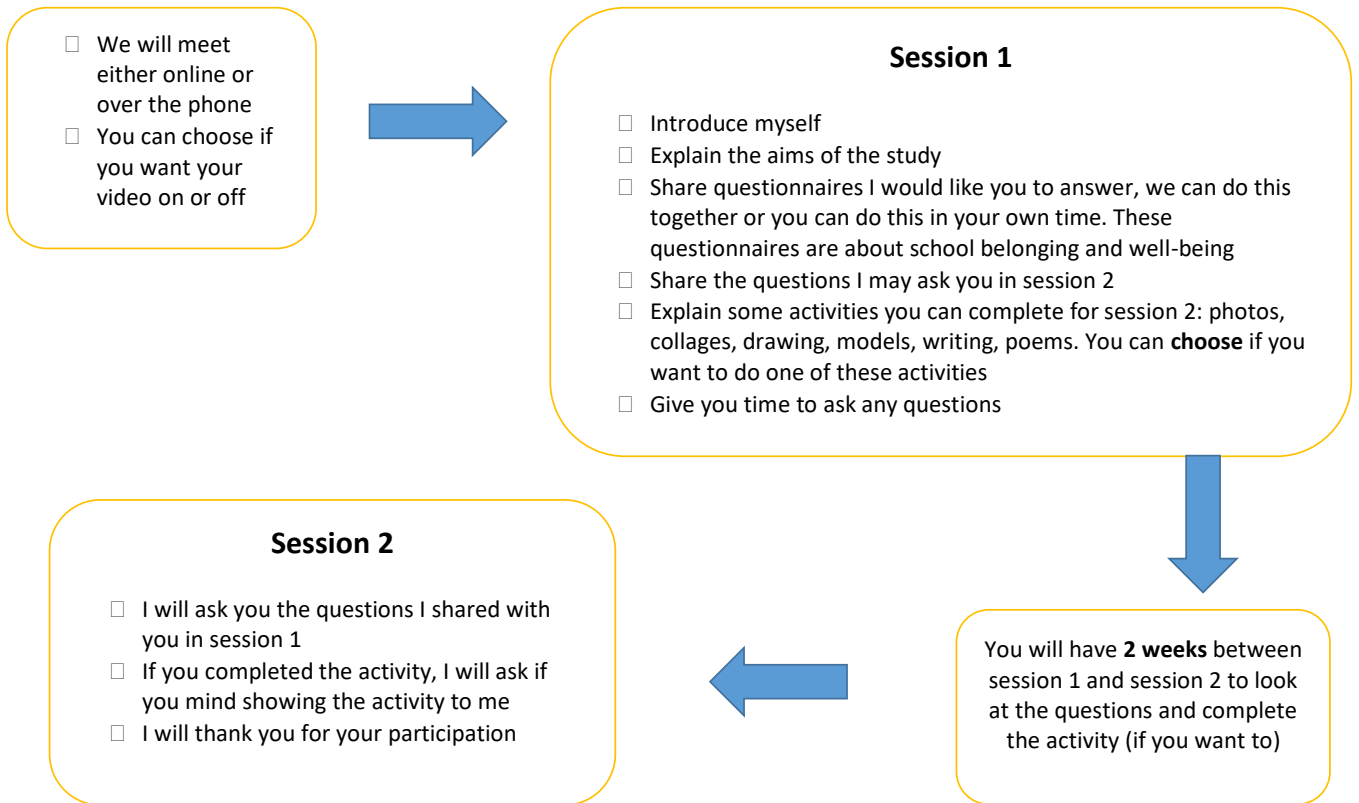 ☐ We will meet
either online or
over the phone
☐ You can choose if
you want your
video on or off
Session 1
☐ Introduce myself
☐ Explain the aims of the study
☐ Share questionnaires I would like you to answer, we can do this
together or you can do this in your own time. These
questionnaires are about school belonging and well-being
☐ Share the questions I may ask you in session 2
☐ Explain some activities you can complete for session 2: photos,
collages, drawing, models, writing, poems. You can choose if you
want to do one of these activities
☐ Give you time to ask any questions
You will have 2 weeks between
session 1 and session 2 to look
at the questions and complete
the activity (if you want to)
Session 2
☐ I will ask you the questions I shared with
you in session 1
☐ If you completed the activity, I will ask if
you mind showing the activity to me
☐ I will thank you for your participation